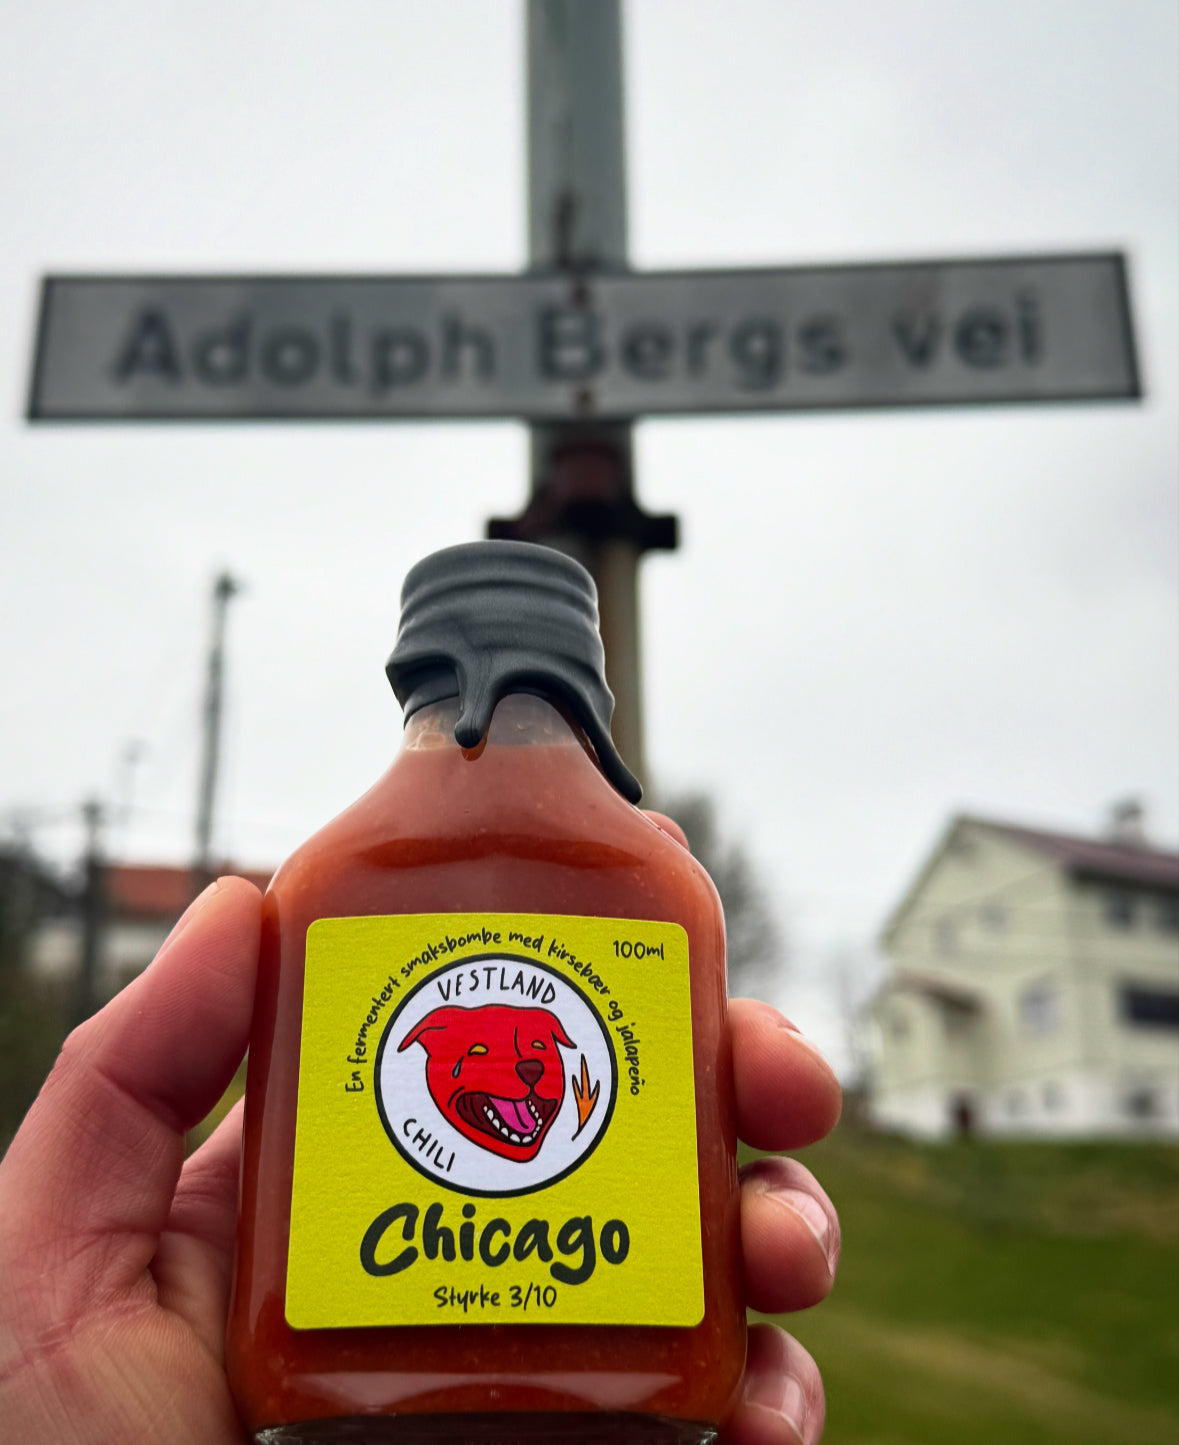 Adolph Bergs vei
100ml
En fermentert smaksbombe med kirsebær og jalapeño
VESTLAND
CHILI
Chicago
Styrke 3/10